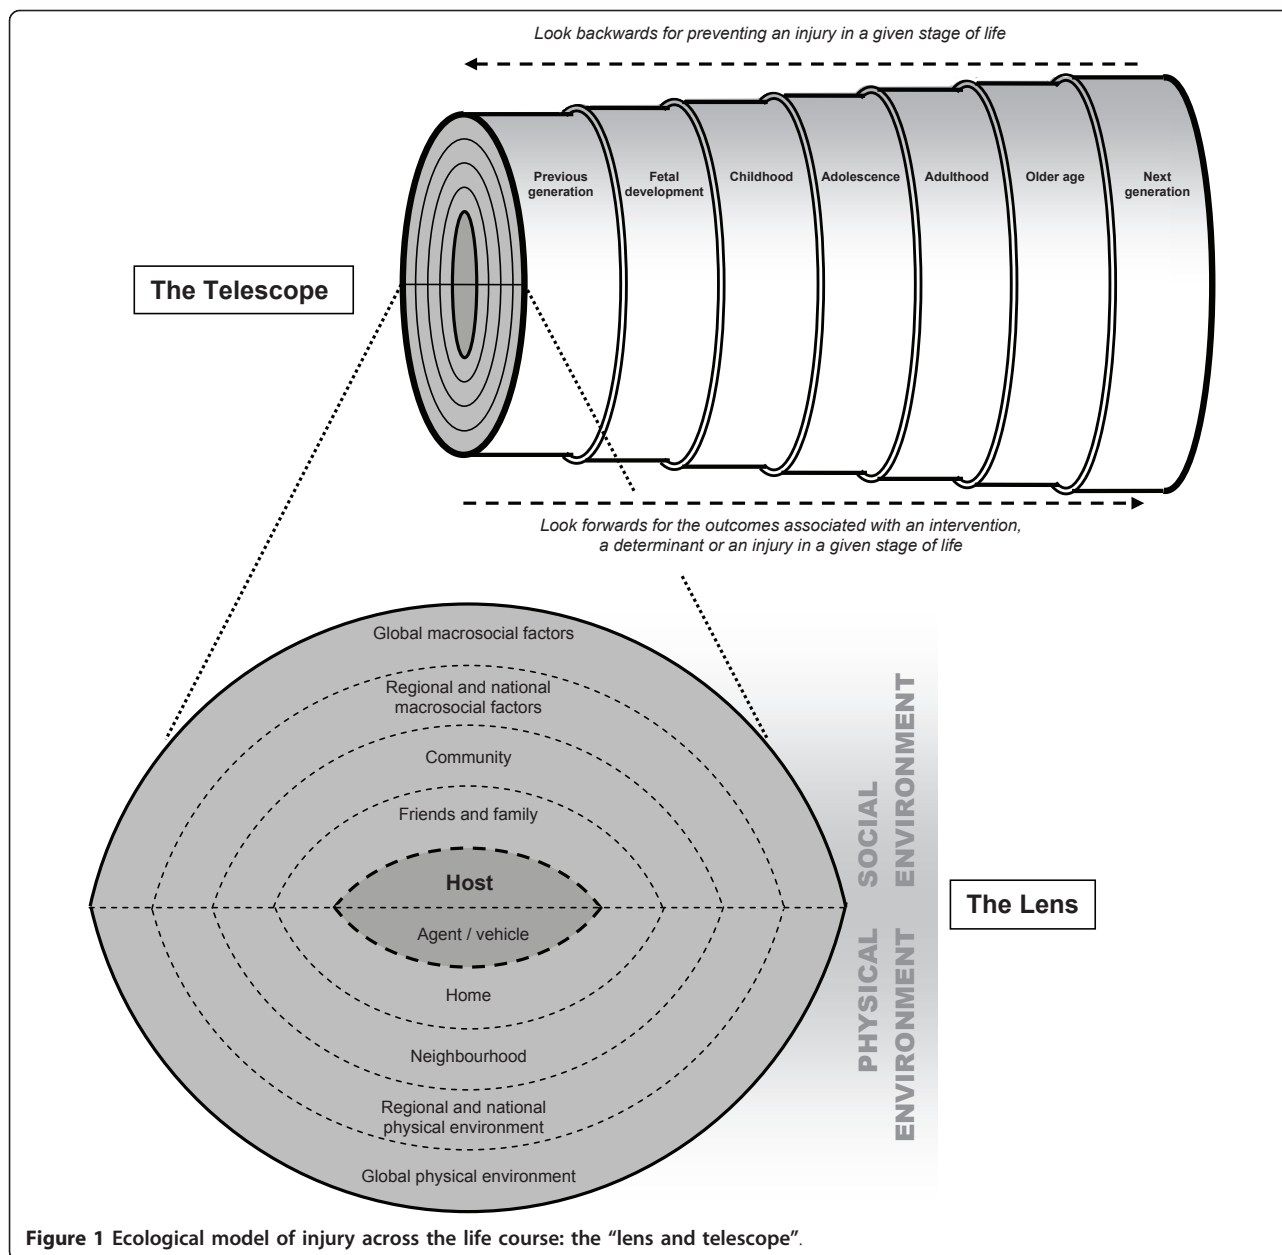 Look backwards for preventing an injury in a given stage of life
Previous
generation
Fetal
development
Childhood
Adolescence
Adulthood
Older age
Next
generation
The Telescope
Look forwards for the outcomes associated with an intervention,
a determinant or an injury in a given stage of life
Global macrosocial factors
Regional and national
macrosocial factors
Community
Friends and family
Host
Agent / vehicle
Home
Neighbourhood
Regional and national
physical environment
Global physical environment
SOCIAL
ENVIRONMENT
PHYSICAL
ENVIRONMENT
The Lens
Figure 1 Ecological model of injury across the life course: the “lens and telescope”.